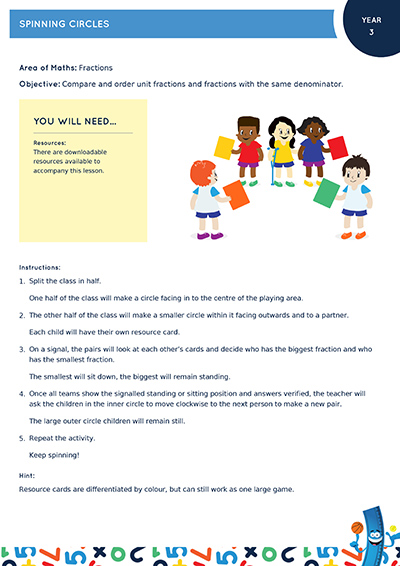 SPINNING CIRCLES
YEAR
3
Area of Maths: Fractions
Objective: Compare and order unit fractions and fractions with the same denominator.
YOU WILL NEED...
Resources:
There are downloadable
resources available to
accompany this lesson.
Instructions:
1. Split the class in half.
One half of the class will make a circle facing in to the centre of the playing area.
2. The other half of the class will make a smaller circle within it facing outwards and to a partner.
Each child will have their own resource card.
3. On a signal, the pairs will look at each other's cards and decide who has the biggest fraction and who
has the smallest fraction.
The smallest will sit down, the biggest will remain standing.
4. Once all teams show the signalled standing or sitting position and answers verified, the teacher will
ask the children in the inner circle to move clockwise to the next person to make a new pair.
The large outer circle children will remain still.
5. Repeat the activity.
Keep spinning!
Hint:
Resource cards are differentiated by colour, but can still work as one large game.